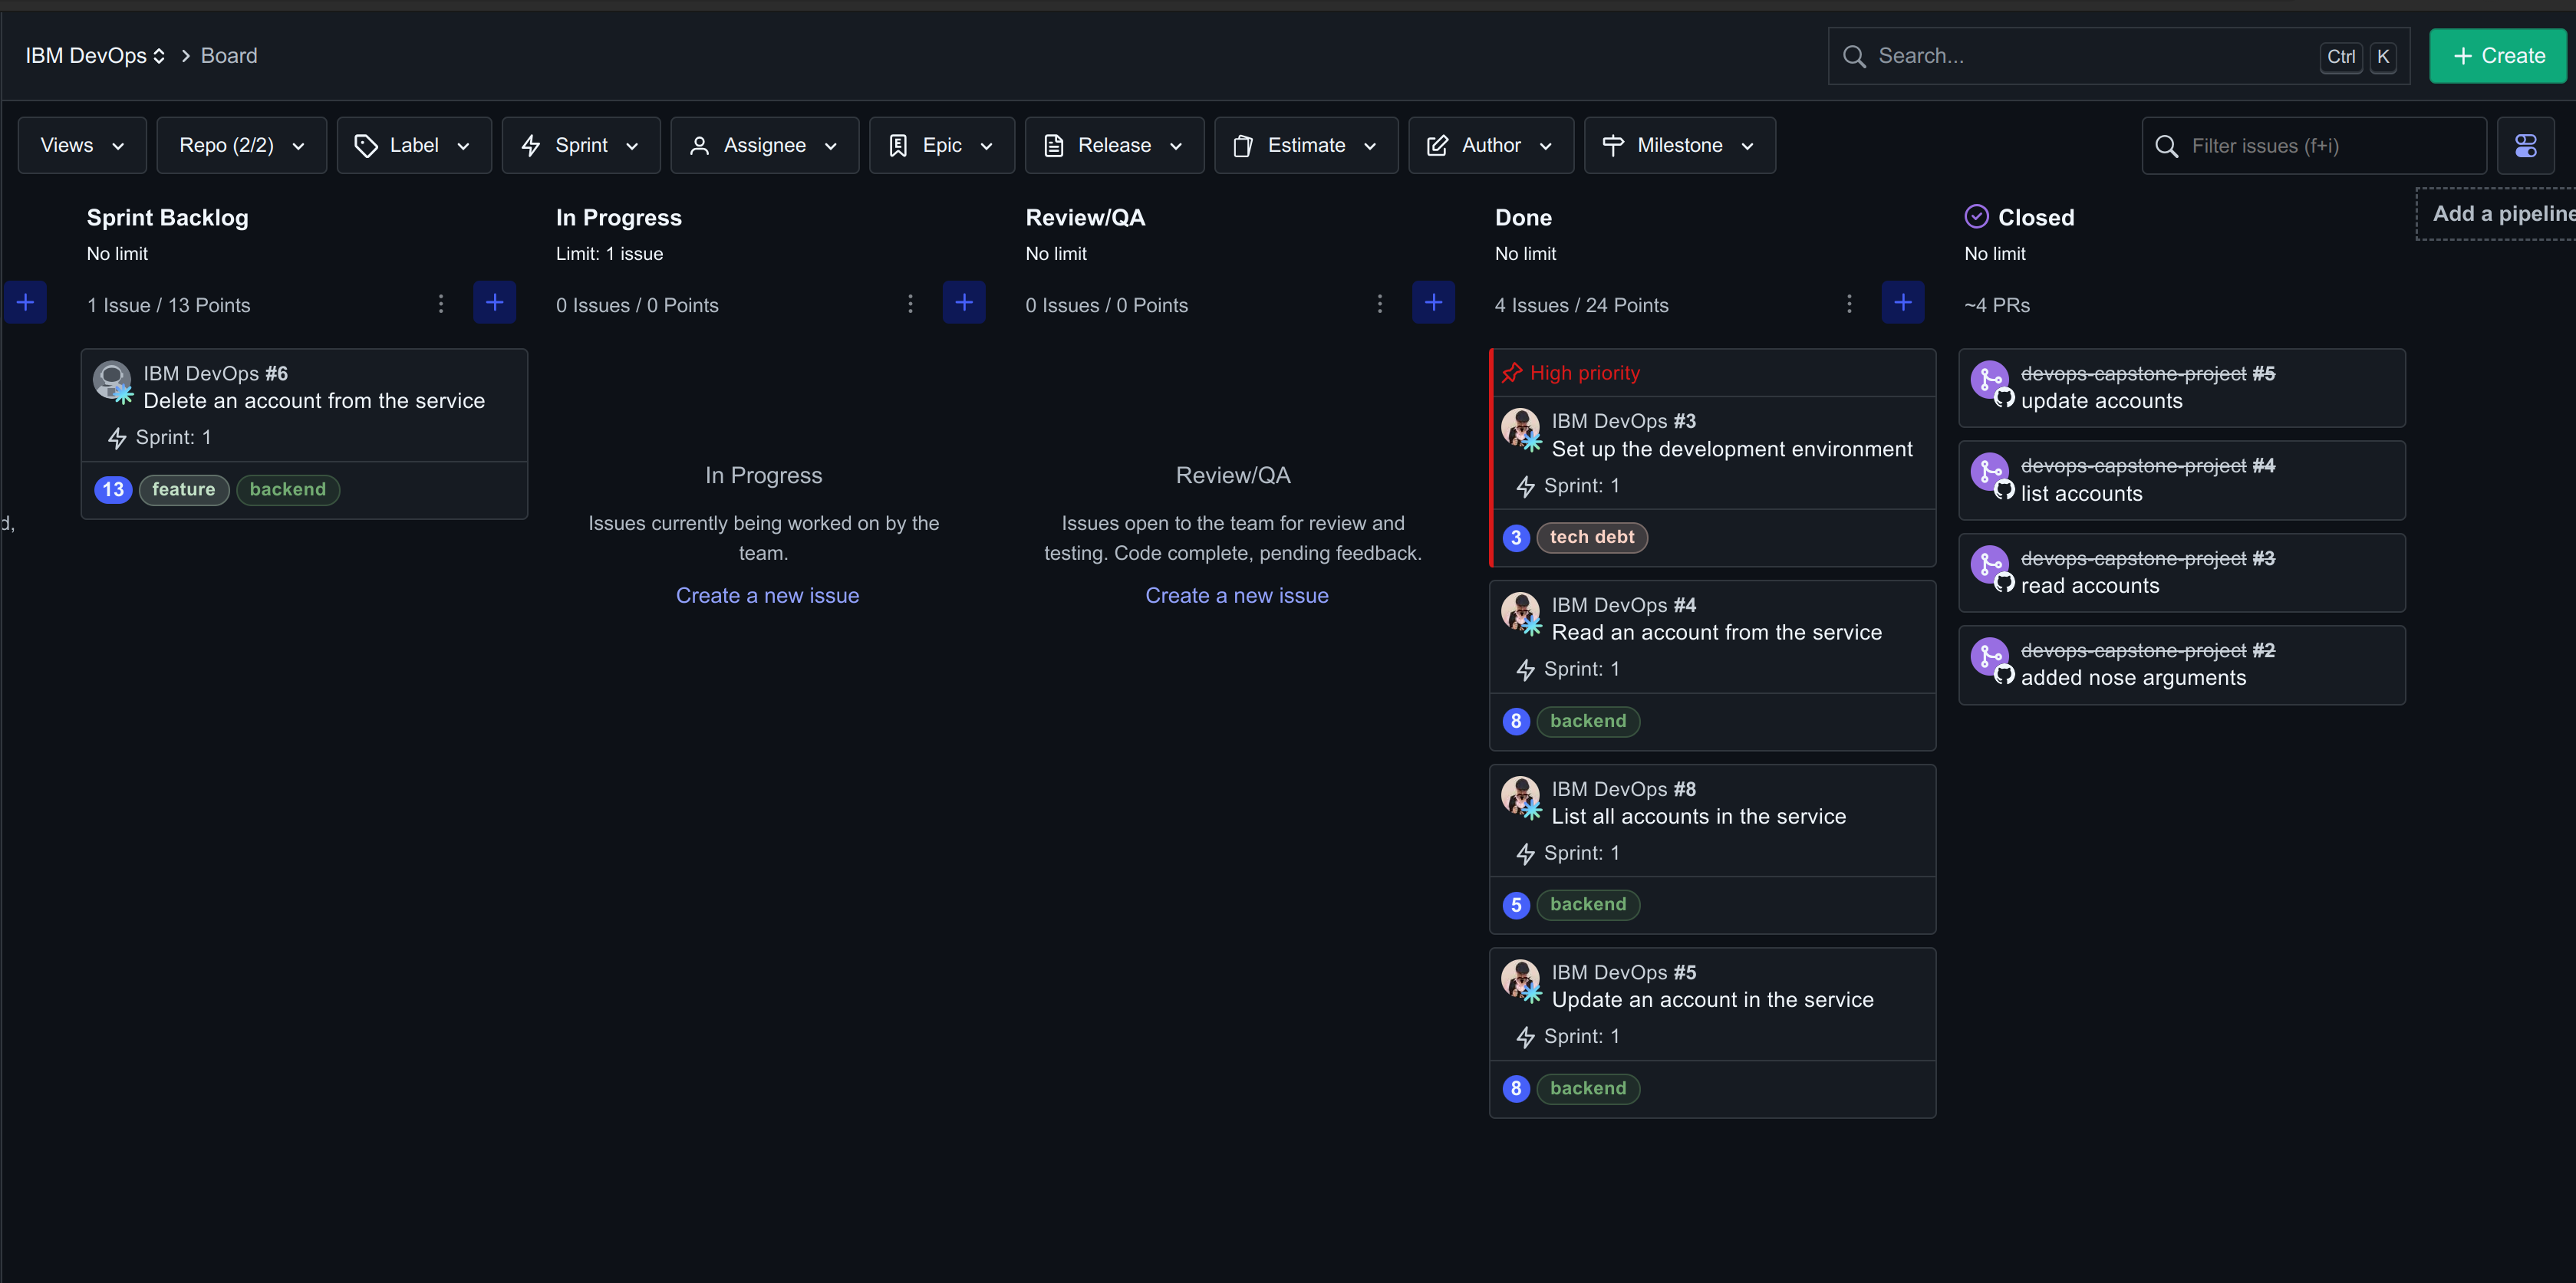 IBM DevOps > Board
Search...
Ctrl K
+ Create
Views
Repo (2/2)
Label
Sprint
Assignee
Epic
Release
Estimate
Author
Milestone
Filter issues (f+i)
d,
Sprint Backlog
No limit
1 Issue / 13 Points
IBM DevOps #6
Delete an account from the service
Sprint: 1
13 feature backend
In Progress
Limit: 1 issue
0 Issues / 0 Points
In Progress
Issues currently being worked on by the
team.
Create a new issue
Review/QA
No limit
0 Issues / 0 Points
Review/QA
Issues open to the team for review and
testing. Code complete, pending feedback.
Create a new issue
Done
No limit
4 Issues / 24 Points
High priority
IBM DevOps #3
Set up the development environment
Sprint: 1
3 tech debt
IBM DevOps #4
Read an account from the service
Sprint: 1
8 backend
IBM DevOps #8
List all accounts in the service
Sprint: 1
5 backend
IBM DevOps #5
Update an account in the service
Sprint: 1
8 backend
Closed
No limit
~4 PRs
devops-capstone-project #5
update accounts
devops-capstone-project #4
list accounts
devops-capstone-project #3
read accounts
devops-capstone-project #2
added nose arguments
Add a pipeline